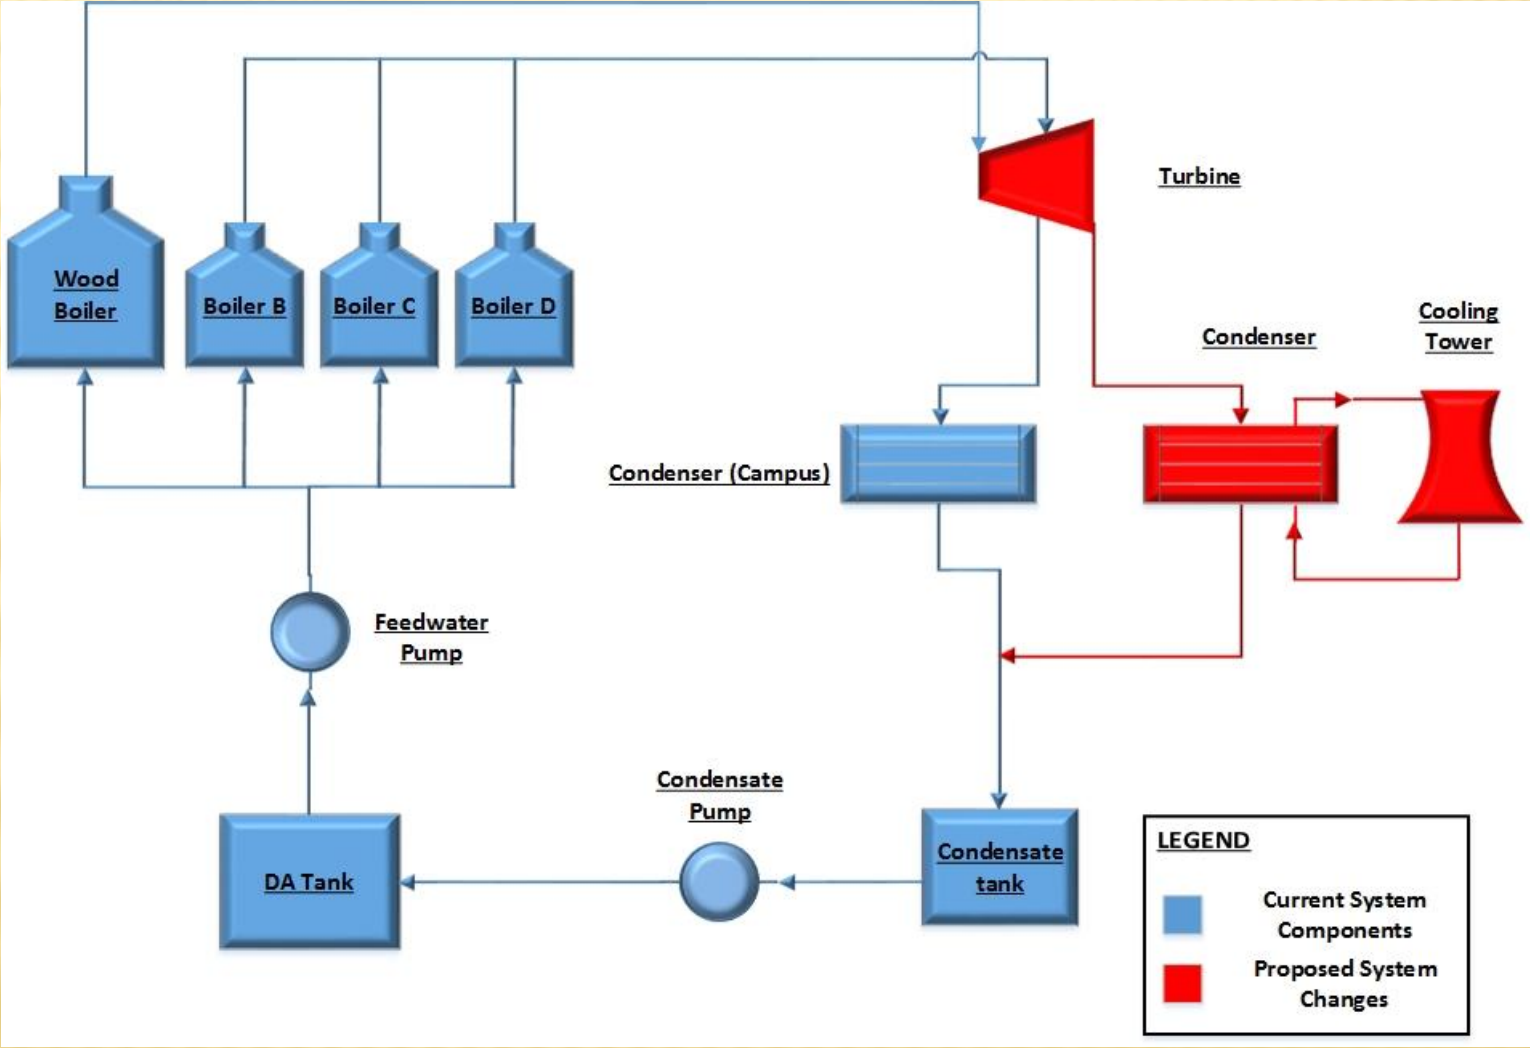 Turbine
Wood
Boiler
Boiler B
Boiler C
Boiler D
Cooling
Tower
Condenser
Condenser (Campus)
Feedwater
Pump
Condensate
Pump
DA Tank
Condensate
tank
LEGEND
Current System
Components
Proposed System
Changes